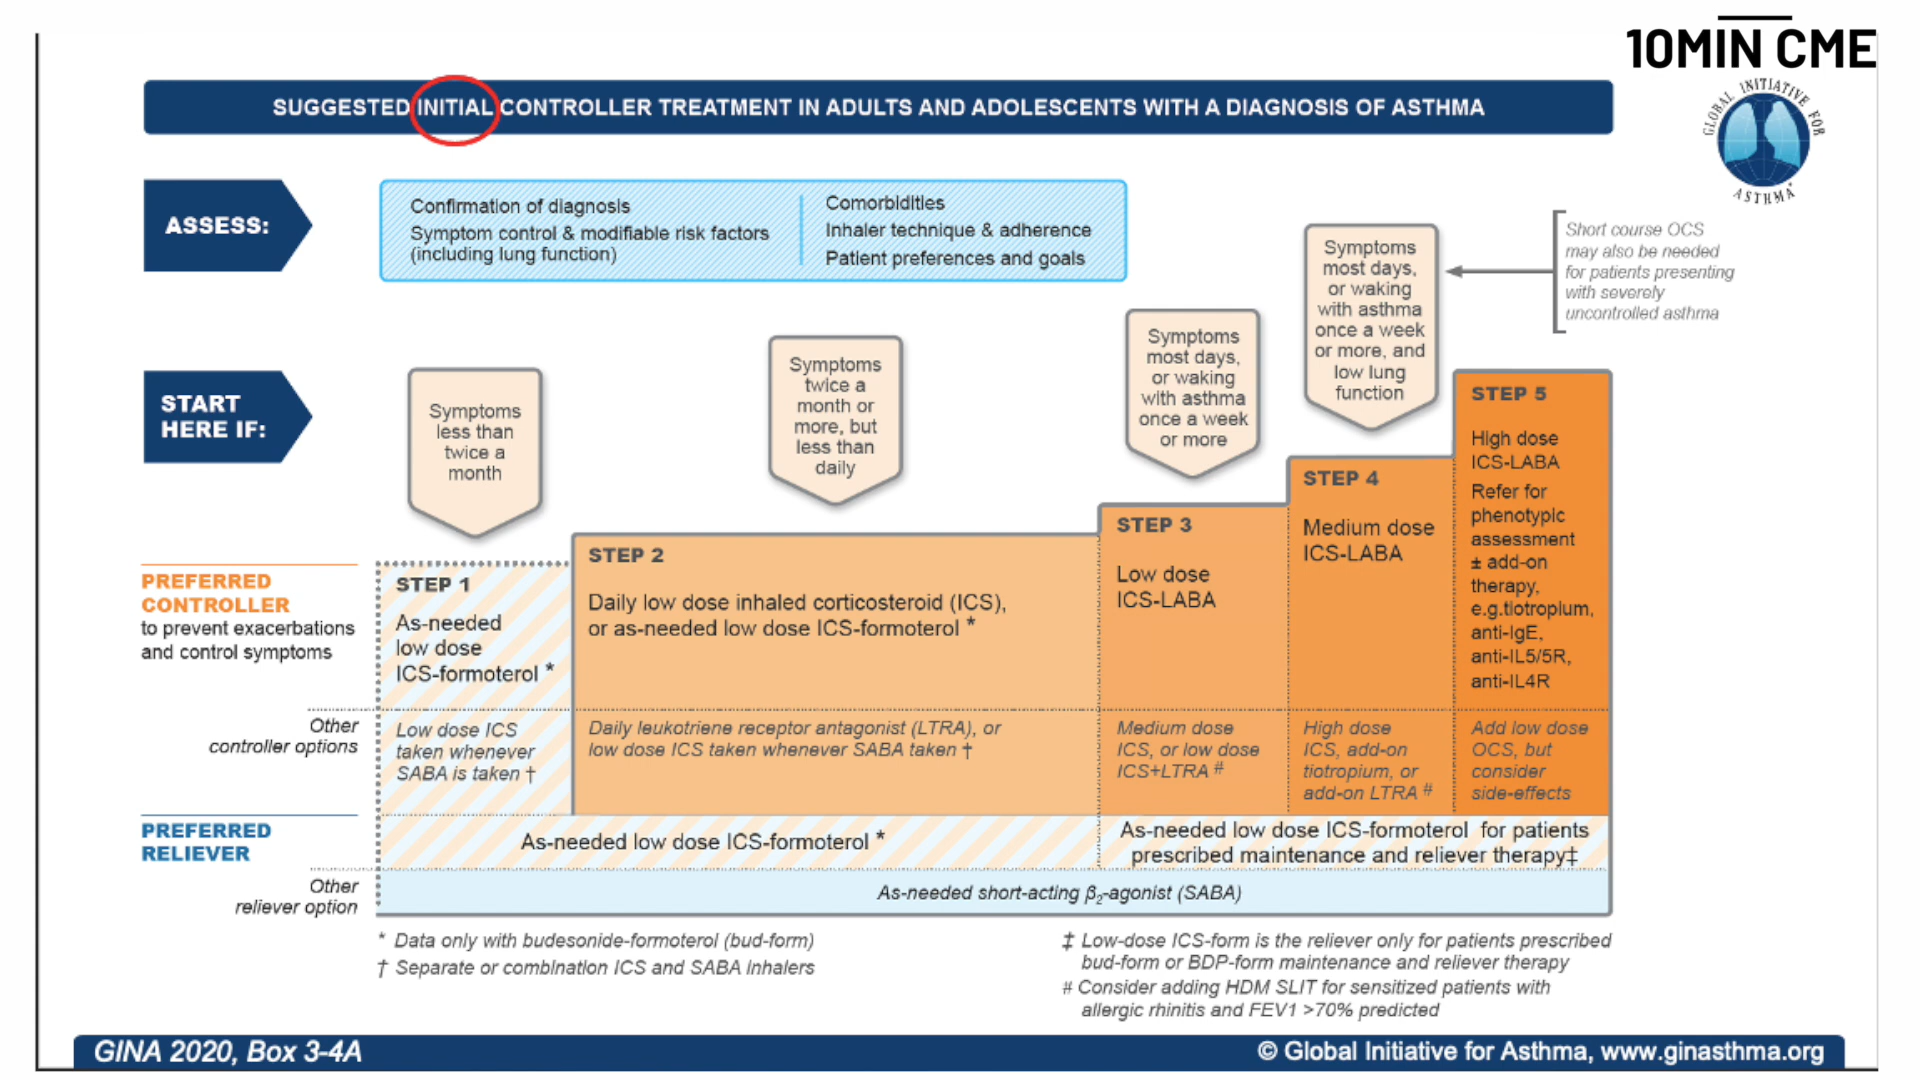 10MIN CME
GLOBAL INITIATIVE FOR
ASTHMA
SUGGESTED INITIAL CONTROLLER TREATMENT IN ADULTS AND ADOLESCENTS WITH A DIAGNOSIS OF ASTHMA
ASSESS:
Confirmation of diagnosis
Symptom control & modifiable risk factors
(including lung function)
Comorbidities
Inhaler technique & adherence
Patient preferences and goals
Short course OCS
may also be needed
for patients presenting
with severely
uncontrolled asthma
START
HERE IF:
Symptoms
less than
twice a
month
Symptoms
twice a
month or
more, but
less than
daily
Symptoms
most days,
or waking
with asthma
once a week
or more
Symptoms
most days,
or waking
with asthma
once a week
or more, and
low lung
function
PREFERRED
CONTROLLER
to prevent exacerbations
and control symptoms
STEP 1
As-needed
low dose
ICS-formoterol *
STEP 2
Daily low dose inhaled corticosteroid (ICS),
or as-needed low dose ICS-formoterol *
STEP 3
Low dose
ICS-LABA
STEP 4
Medium dose
ICS-LABA
STEP 5
High dose
ICS-LABA
Refer for
phenotypic
assessment
± add-on
therapy,
e.g.tiotropium,
anti-IgE,
anti-IL5/5R,
anti-IL4R
Other
controller options
Low dose ICS
taken whenever
SABA is taken †
Daily leukotriene receptor antagonist (LTRA), or
low dose ICS taken whenever SABA taken †
Medium dose
ICS, or low dose
ICS+LTRA #
High dose
ICS, add-on
tiotropium, or
add-on LTRA #
Add low dose
OCS, but
consider
side-effects
PREFERRED
RELIEVER
As-needed low dose ICS-formoterol *
As-needed low dose ICS-formoterol for patients
prescribed maintenance and reliever therapy‡
Other
reliever option
As-needed short-acting β₂-agonist (SABA)
* Data only with budesonide-formoterol (bud-form)
† Separate or combination ICS and SABA inhalers
‡ Low-dose ICS-form is the reliever only for patients prescribed
bud-form or BDP-form maintenance and reliever therapy
# Consider adding HDM SLIT for sensitized patients with
allergic rhinitis and FEV1 >70% predicted
GINA 2020, Box 3-4A
© Global Initiative for Asthma, www.ginasthma.org